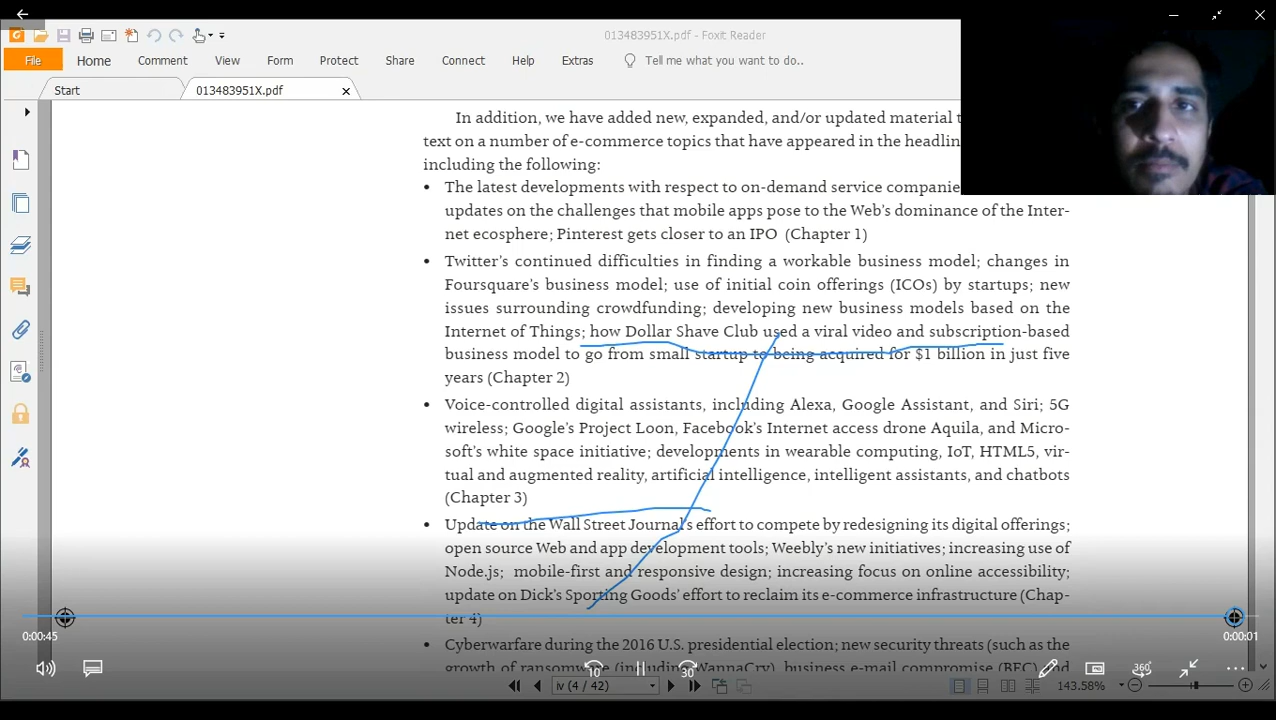 013483951X.pdf - Foxit Reader
File Home Comment View Form Protect Share Connect Help Extras Tell me what you want to do..
Start 013483951X.pdf
In addition, we have added new, expanded, and/or updated material
text on a number of e-commerce topics that have appeared in the
including the following:
• The latest developments with respect to on-demand service
updates on the challenges that mobile apps pose to the Web's dominance of the Inter-
net ecosphere; Pinterest gets closer to an IPO (Chapter 1)
• Twitter's continued difficulties in finding a workable business model; changes in
Foursquare's business model; use of initial coin offerings (ICOs) by startups; new
issues surrounding crowdfunding; developing new business models based on the
Internet of Things; how Dollar Shave Club used a viral video and subscription-based
business model to go from small startup to being acquired for $1 billion in just five
years (Chapter 2)
• Voice-controlled digital assistants, including Alexa, Google Assistant, and Siri; 5G
wireless; Google's Project Loon, Facebook's Internet access drone Aquila, and Micro-
soft's white space initiative; developments in wearable computing, IoT, HTML5, vir-
tual and augmented reality, artificial intelligence, intelligent assistants, and chatbots
(Chapter 3)
• Update on the Wall Street Journal's effort to compete by redesigning its digital offerings;
open source Web and app development tools; Weebly's new initiatives; increasing use of
Node.js; mobile-first and responsive design; increasing focus on online accessibility;
update on Dick's Sporting Goods' effort to reclaim its e-commerce infrastructure (Chap-
ter 4)
0:00:45 0:00:01
• Cyberwarfare during the 2016 U.S. presidential election; new security threats (such as the
growth of ransomware (including WannaCry), business e-mail compromise (BEC) and
10 30 360
iv (4 / 42) 143.58%